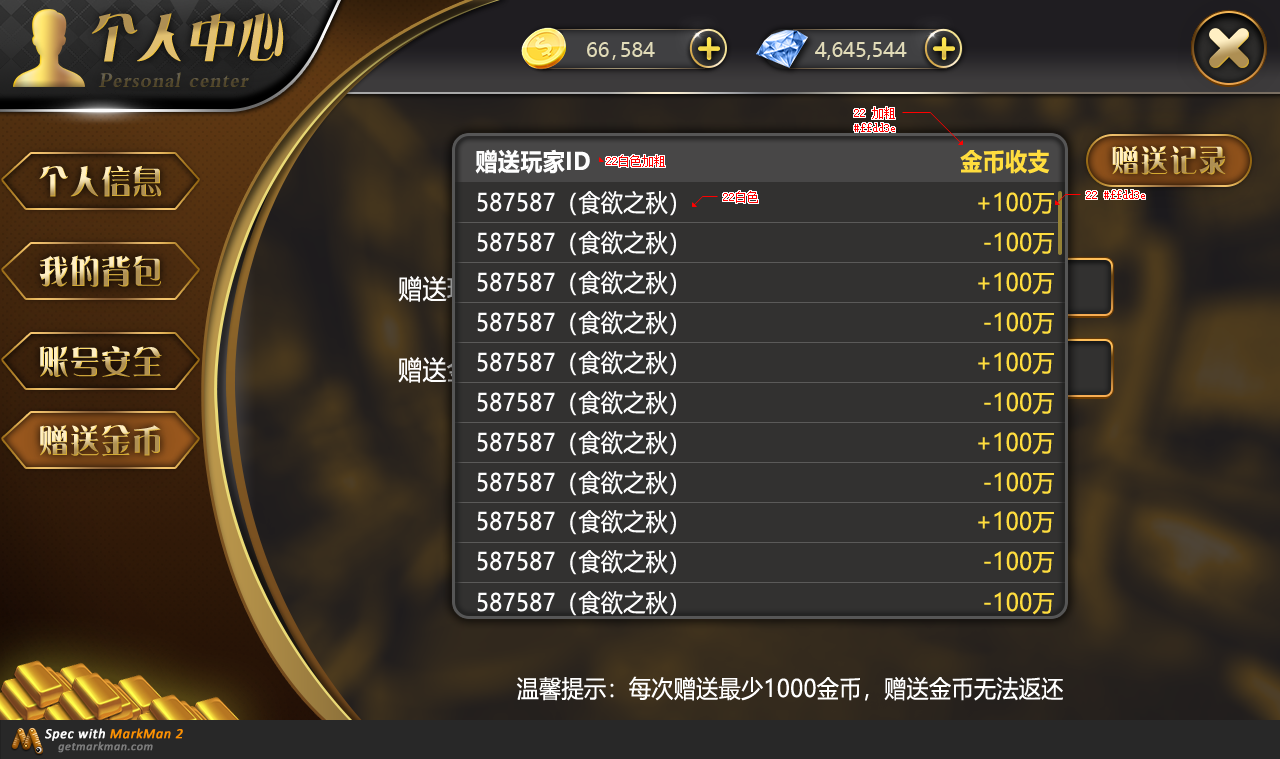 个人中心
Personal center
66,584
4,645,544
个人信息
我的背包
账号安全
赠送金币
赠送记录
22 加粗
#ffdd3e
赠送玩家ID
22白色加粗
金币收支
587587（食欲之秋）
22白色
+100万
22 #ffdd3e
587587（食欲之秋） -100万
587587（食欲之秋） +100万
587587（食欲之秋） -100万
587587（食欲之秋） +100万
587587（食欲之秋） -100万
587587（食欲之秋） +100万
587587（食欲之秋） -100万
587587（食欲之秋） +100万
587587（食欲之秋） -100万
587587（食欲之秋） -100万
赠送
赠送
温馨提示：每次赠送最少1000金币，赠送金币无法返还
Spec with MarkMan 2
getmarkman.com